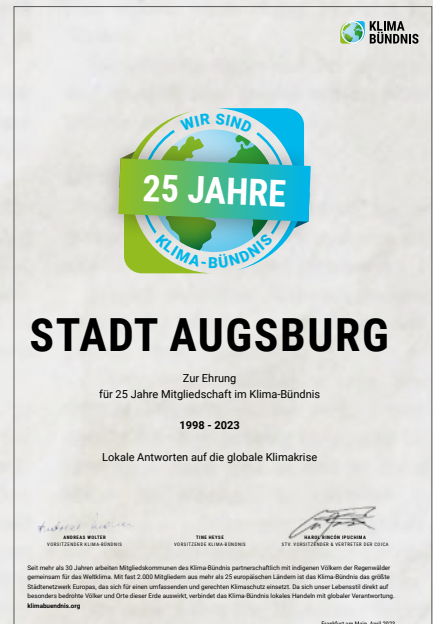 KLIMA
BÜNDNIS
WIR SIND
25 JAHRE
KLIMA-BÜNDNIS
STADT AUGSBURG
Zur Ehrung
für 25 Jahre Mitgliedschaft im Klima-Bündnis
1998 - 2023
Lokale Antworten auf die globale Klimakrise
ANDREAS WOLTER
VORSITZENDER KLIMA-BÜNDNIS
TINE HEYSE
VORSITZENDE KLIMA-BÜNDNIS
HAROL RINCÓN IPUCHIMA
STV. VORSITZENDER & VERTRETER DER COICA
Seit mehr als 30 Jahren arbeiten Mitgliedskommunen des Klima-Bündnis partnerschaftlich mit indigenen Völkern der Regenwälder
gemeinsam für das Weltklima. Mit fast 2.000 Mitgliedern aus mehr als 25 europäischen Ländern ist das Klima-Bündnis das größte
Städtenetzwerk Europas, das sich für einen umfassenden und gerechten Klimaschutz einsetzt. Da sich unser Lebensstil direkt auf
besonders bedrohte Völker und Orte dieser Erde auswirkt, verbindet das Klima-Bündnis lokales Handeln mit globaler Verantwortung.
klimabuendnis.org
Frankfurt am Main, April 2023